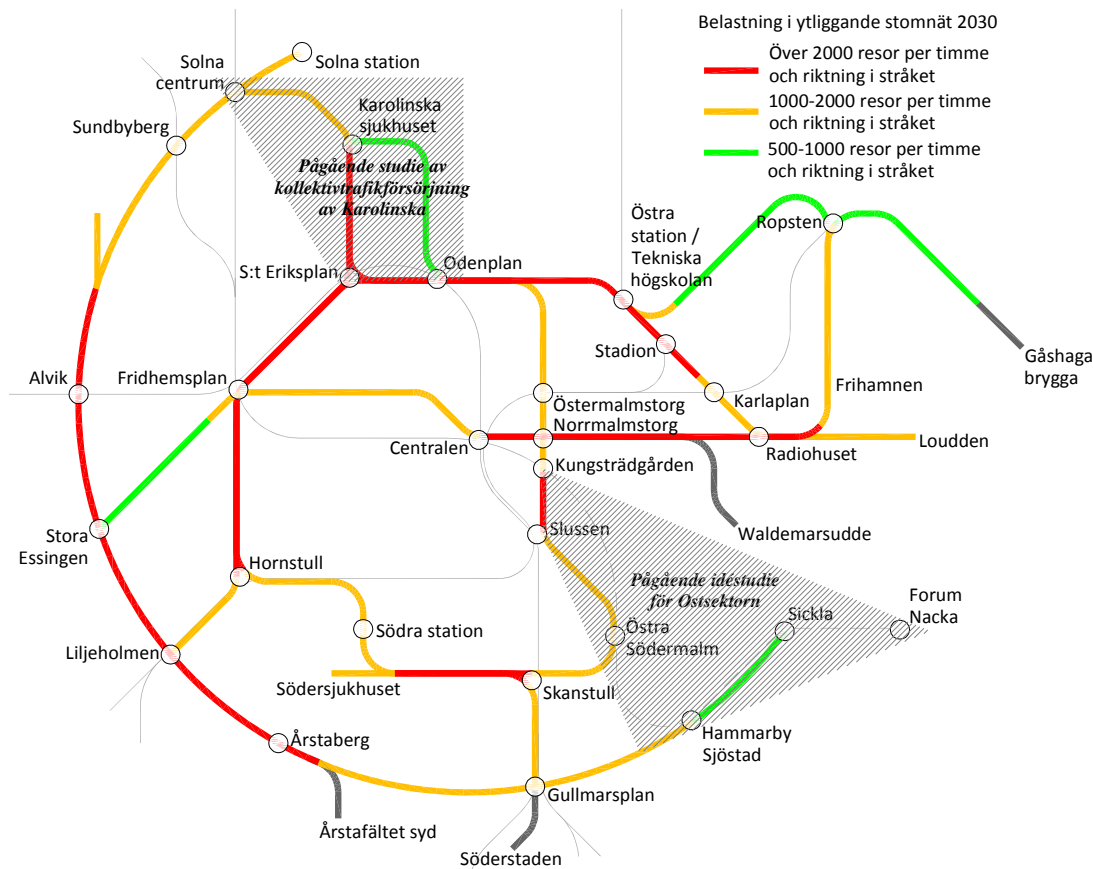 Belastning i ytliggande stomnät 2030
Över 2000 resor per timme
och riktning i stråket
1000-2000 resor per timme
och riktning i stråket
500-1000 resor per timme
och riktning i stråket
Solna
centrum
Solna station
Sundbyberg
Karolinska
sjukhuset
Pågående studie av
kollektivtrafikförsörjning
av Karolinska
S:t Eriksplan
Odenplan
Östra
station /
Tekniska
högskolan
Ropsten
Stadion
Gåshaga
brygga
Alvik
Fridhemsplan
Karlaplan
Frihamnen
Östermalmstorg
Norrmalmstorg
Centralen
Radiohuset
Loudden
Kungsträdgården
Waldemarsudde
Slussen
Stora
Essingen
Hornstull
Pågående idéstudie
för Ostsektorn
Sickla
Forum
Nacka
Södra station
Östra
Södermalm
Liljeholmen
Södersjukhuset
Skanstull
Hammarby
Sjöstad
Årstaberg
Gullmarsplan
Årstafältet syd
Söderstaden